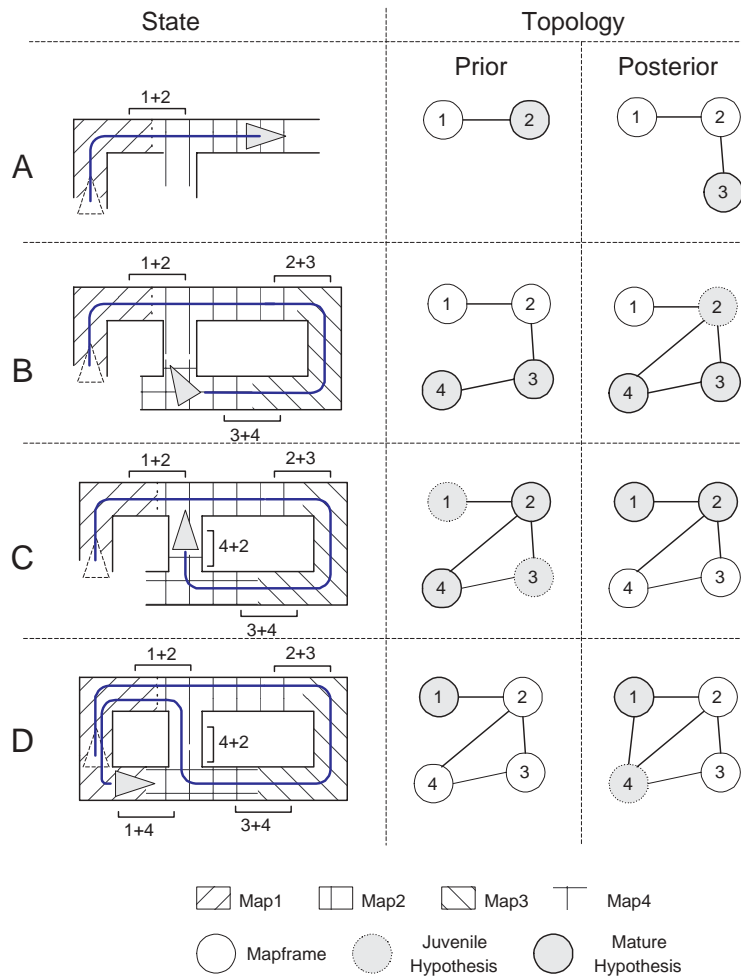 State
Topology
Prior
Posterior
A
1+2
1
2
1
2
3
B
1+2
2+3
3+4
1
2
3
4
1
2
3
4
C
1+2
2+3
4+2
3+4
1
2
3
4
1
2
3
4
D
1+2
2+3
4+2
1+4
3+4
1
2
3
4
1
2
3
4
Map1
Map2
Map3
Map4
Mapframe
Juvenile
Hypothesis
Mature
Hypothesis